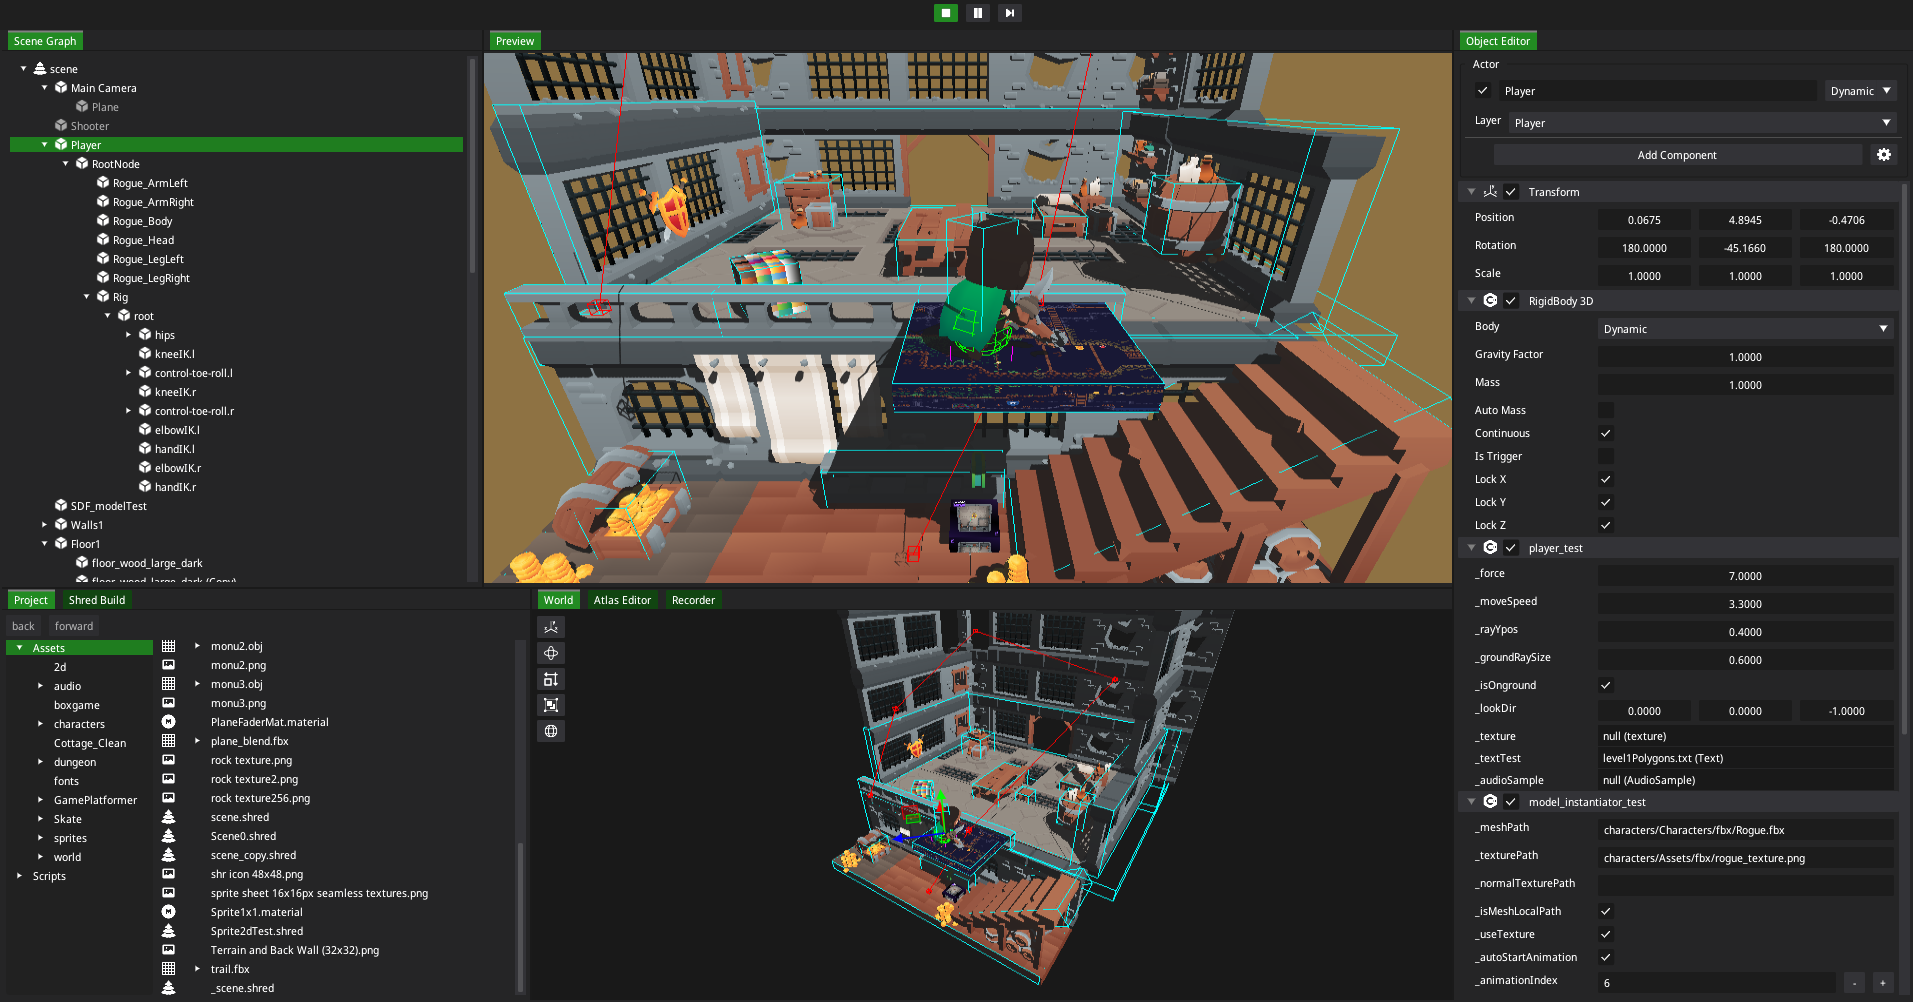 Scene Graph
scene
Main Camera
Plane
Shooter
Player
RootNode
Rogue_ArmLeft
Rogue_ArmRight
Rogue_Body
Rogue_Head
Rogue_LegLeft
Rogue_LegRight
Rig
root
hips
kneeIK.l
control-toe-roll.l
kneeIK.r
control-toe-roll.r
elbowIK.l
handIK.l
elbowIK.r
handIK.r
SDF_modelTest
Walls1
Floor1
floor_wood_large_dark
floor_wood_large_dark (Copy)
Preview
Object Editor
Actor
Player Dynamic
Layer Player
Add Component
Transform
Position 0.0675 4.8945 -0.4706
Rotation 180.0000 -45.1660 180.0000
Scale 1.0000 1.0000 1.0000
RigidBody 3D
Body Dynamic
Gravity Factor 1.0000
Mass 1.0000
Auto Mass
Continuous
Is Trigger
Lock X
Lock Y
Lock Z
player_test
_force 7.0000
_moveSpeed 3.3000
_rayYpos 0.4000
_groundRaySize 0.6000
_isOnground
_lookDir 0.0000 0.0000 -1.0000
_texture null (texture)
_textTest level1Polygons.txt (Text)
_audioSample null (AudioSample)
model_instantiator_test
_meshPath characters/Characters/fbx/Rogue.fbx
_texturePath characters/Assets/fbx/rogue_texture.png
_normalTexturePath
_isMeshLocalPath
_useTexture
_autoStartAnimation
_animationIndex 6 - +
Project Shred Build
back forward
Assets
2d
audio
boxgame
characters
Cottage_Clean
dungeon
fonts
GamePlatformer
Skate
sprites
world
Scripts
monu2.obj
monu2.png
monu3.obj
monu3.png
PlaneFaderMat.material
plane_blend.fbx
rock texture.png
rock texture2.png
rock texture256.png
scene.shred
Scene0.shred
scene_copy.shred
shr icon 48x48.png
sprite sheet 16x16px seamless textures.png
Sprite1x1.material
Sprite2dTest.shred
Terrain and Back Wall (32x32).png
trail.fbx
_scene.shred
World Atlas Editor Recorder